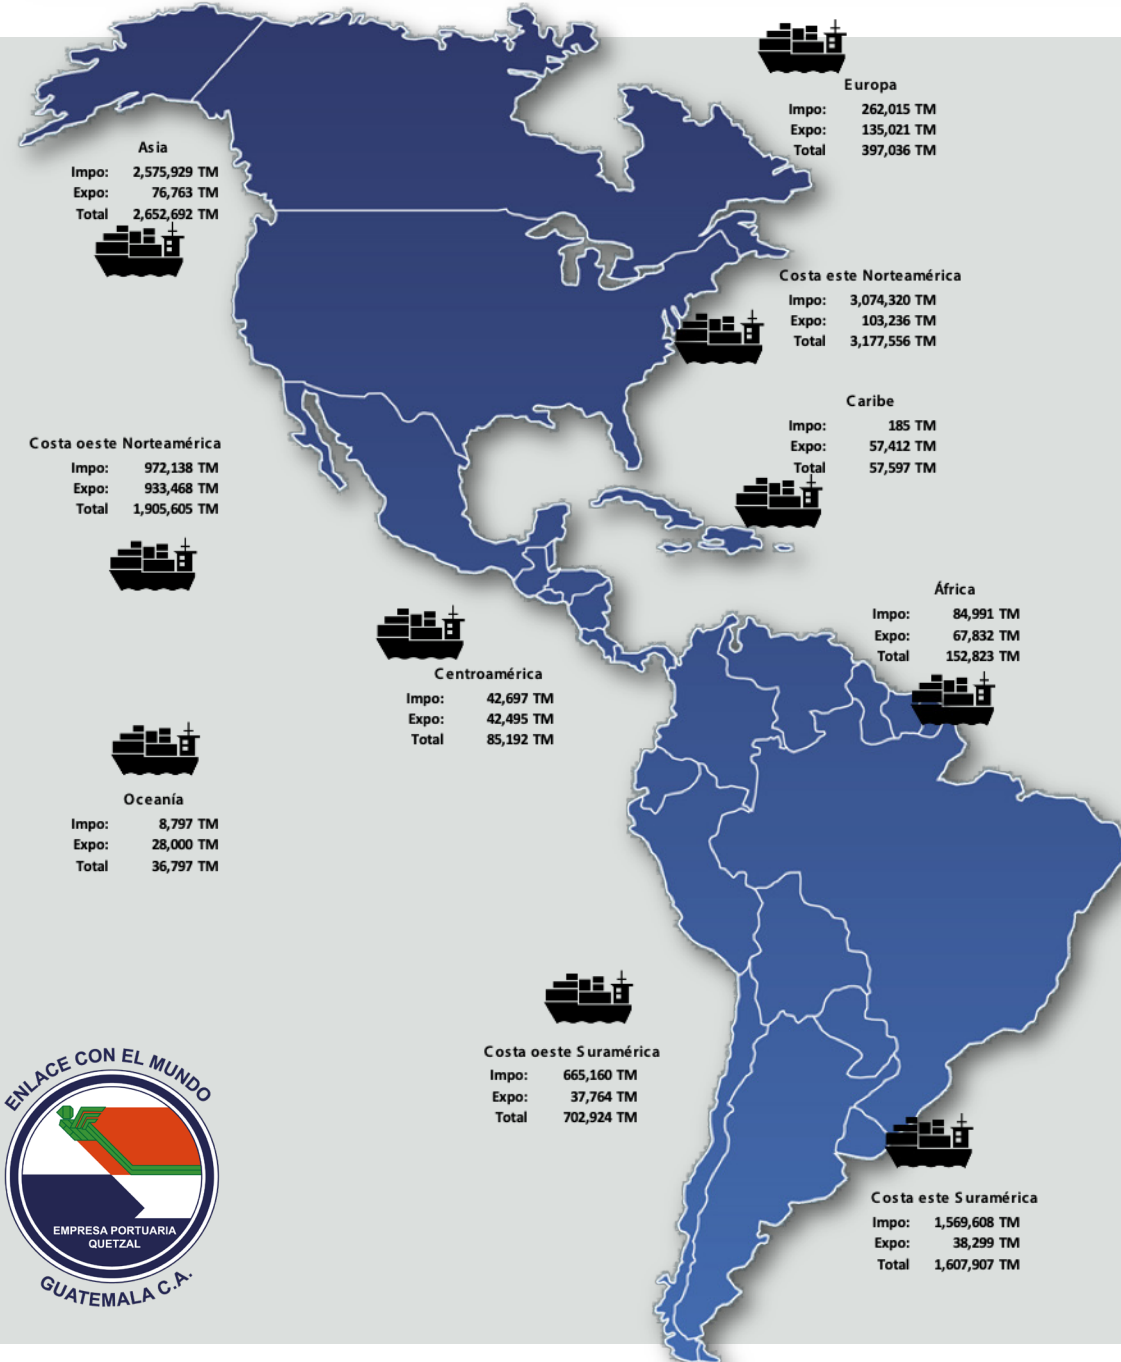 Europa
Impo: 262,015 TM
Expo: 135,021 TM
Total 397,036 TM
Asia
Impo: 2,575,929 TM
Expo: 76,763 TM
Total 2,652,692 TM
Costa este Norteamérica
Impo: 3,074,320 TM
Expo: 103,236 TM
Total 3,177,556 TM
Caribe
Impo: 185 TM
Expo: 57,412 TM
Total 57,597 TM
Costa oeste Norteamérica
Impo: 972,138 TM
Expo: 933,468 TM
Total 1,905,605 TM
África
Impo: 84,991 TM
Expo: 67,832 TM
Total 152,823 TM
Centroamérica
Impo: 42,697 TM
Expo: 42,495 TM
Total 85,192 TM
Oceanía
Impo: 8,797 TM
Expo: 28,000 TM
Total 36,797 TM
Costa oeste Suramérica
Impo: 665,160 TM
Expo: 37,764 TM
Total 702,924 TM
Costa este Suramérica
Impo: 1,569,608 TM
Expo: 38,299 TM
Total 1,607,907 TM
ENLACE CON EL MUNDO
EMPRESA PORTUARIA
QUETZAL
GUATEMALA C.A.